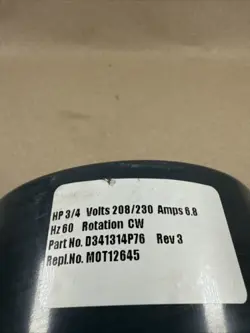 HP 3/4 Volts 208/230 Amps 6.8
Hz 60 Rotation CW
Part No. D341314P76 Rev 3
Repl.No. MOT12645